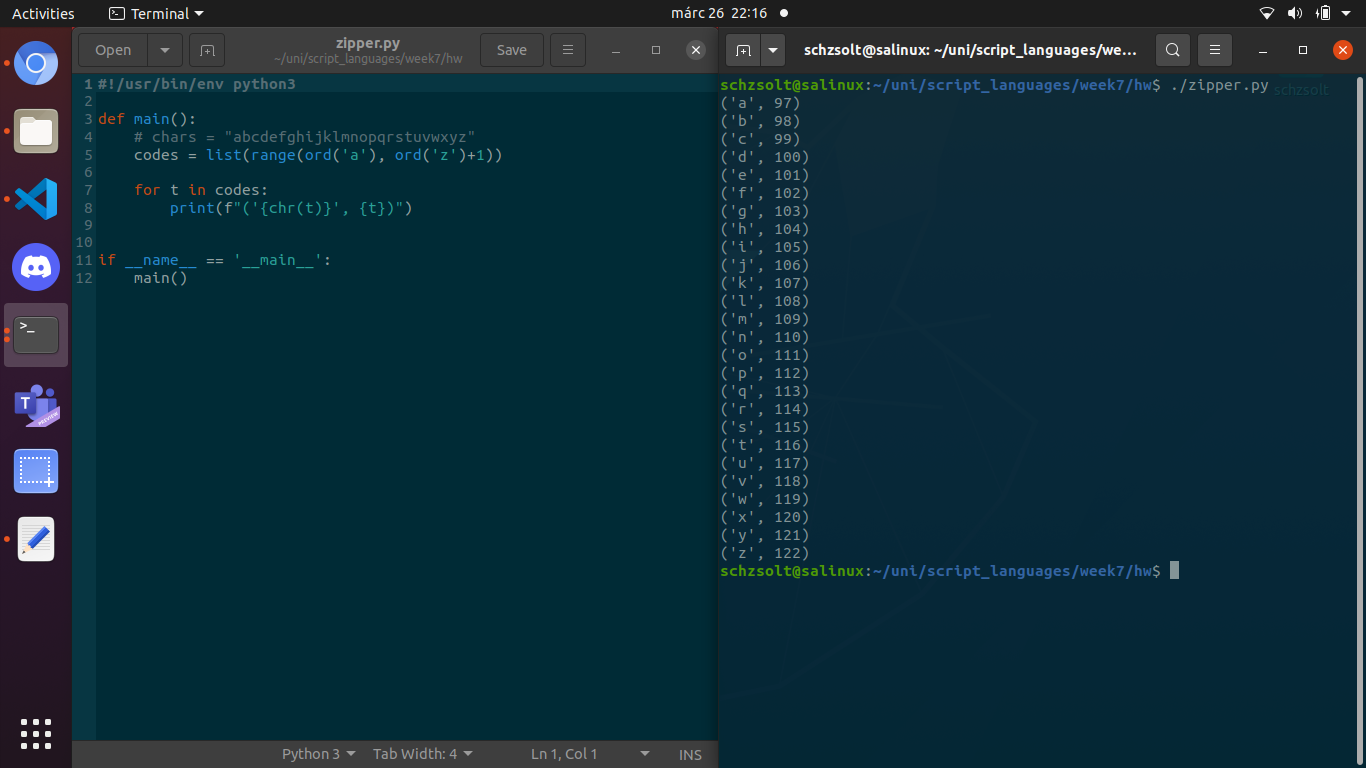 Activities Terminal márc 26 22:16
Open zipper.py Save
~/uni/script_languages/week7/hw
1 #!/usr/bin/env python3
2
3 def main():
4     # chars = "abcdefghijklmnopqrstuvwxyz"
5     codes = list(range(ord('a'), ord('z')+1))
6
7     for t in codes:
8         print(f"('{chr(t)}', {t})")
9
10
11 if __name__ == '__main__':
12     main()
Python 3 Tab Width: 4 Ln 1, Col 1 INS
schzsolt@salinux: ~/uni/script_languages/we...
schzsolt@salinux:~/uni/script_languages/week7/hw$ ./zipper.py
schzsolt
('a', 97)
('b', 98)
('c', 99)
('d', 100)
('e', 101)
('f', 102)
('g', 103)
('h', 104)
('i', 105)
('j', 106)
('k', 107)
('l', 108)
('m', 109)
('n', 110)
('o', 111)
('p', 112)
('q', 113)
('r', 114)
('s', 115)
('t', 116)
('u', 117)
('v', 118)
('w', 119)
('x', 120)
('y', 121)
('z', 122)
schzsolt@salinux:~/uni/script_languages/week7/hw$
>_
T
PREVIEW